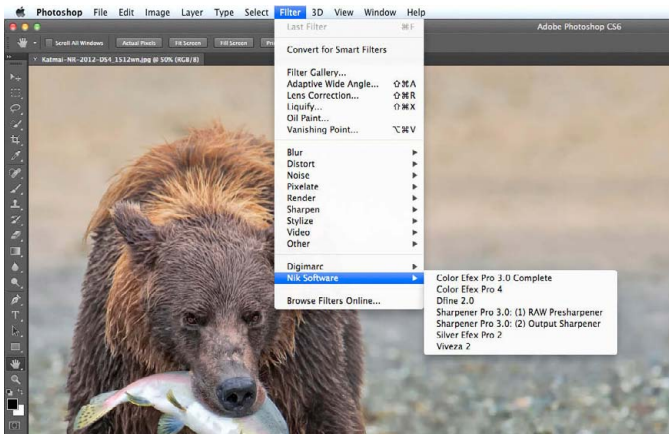 Photoshop File Edit Image Layer Type Select Filter 3D View Window Help
Adobe Photoshop CS6
Scroll All Windows Actual Pixels Fit Screen Fill Screen
Katmai-NR-2012-DS4_1512wn.jpg @ 50% (RGB/8)
Last Filter ⌘F
Convert for Smart Filters
Filter Gallery...
Adaptive Wide Angle... ⇧⌘A
Lens Correction... ⇧⌘R
Liquify... ⇧⌘X
Oil Paint...
Vanishing Point... ⌥⌘V
Blur
Distort
Noise
Pixelate
Render
Sharpen
Stylize
Video
Other
Digimarc
Nik Software
Browse Filters Online...
Color Efex Pro 3.0 Complete
Color Efex Pro 4
Dfine 2.0
Sharpener Pro 3.0: (1) RAW Presharpener
Sharpener Pro 3.0: (2) Output Sharpener
Silver Efex Pro 2
Viveza 2